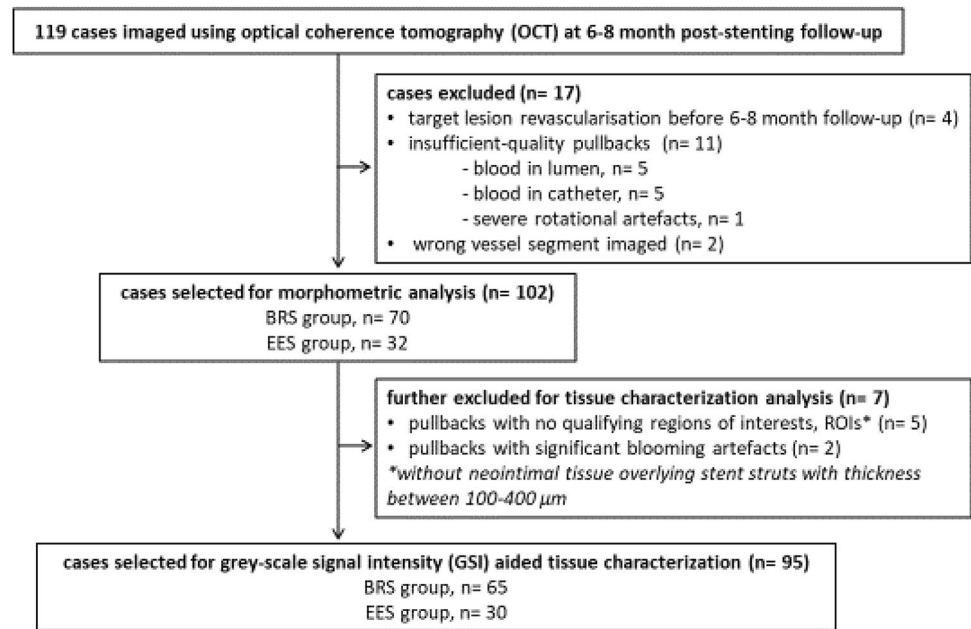 119 cases imaged using optical coherence tomography (OCT) at 6-8 month post-stenting follow-up
cases excluded (n= 17)
• target lesion revascularisation before 6-8 month follow-up (n= 4)
• insufficient-quality pullbacks (n= 11)
- blood in lumen, n= 5
- blood in catheter, n= 5
- severe rotational artefacts, n= 1
• wrong vessel segment imaged (n= 2)
cases selected for morphometric analysis (n= 102)
BRS group, n= 70
EES group, n= 32
further excluded for tissue characterization analysis (n= 7)
• pullbacks with no qualifying regions of interests, ROIs* (n= 5)
• pullbacks with significant blooming artefacts (n= 2)
*without neointimal tissue overlying stent struts with thickness
between 100-400 µm
cases selected for grey-scale signal intensity (GSI) aided tissue characterization (n= 95)
BRS group, n= 65
EES group, n= 30